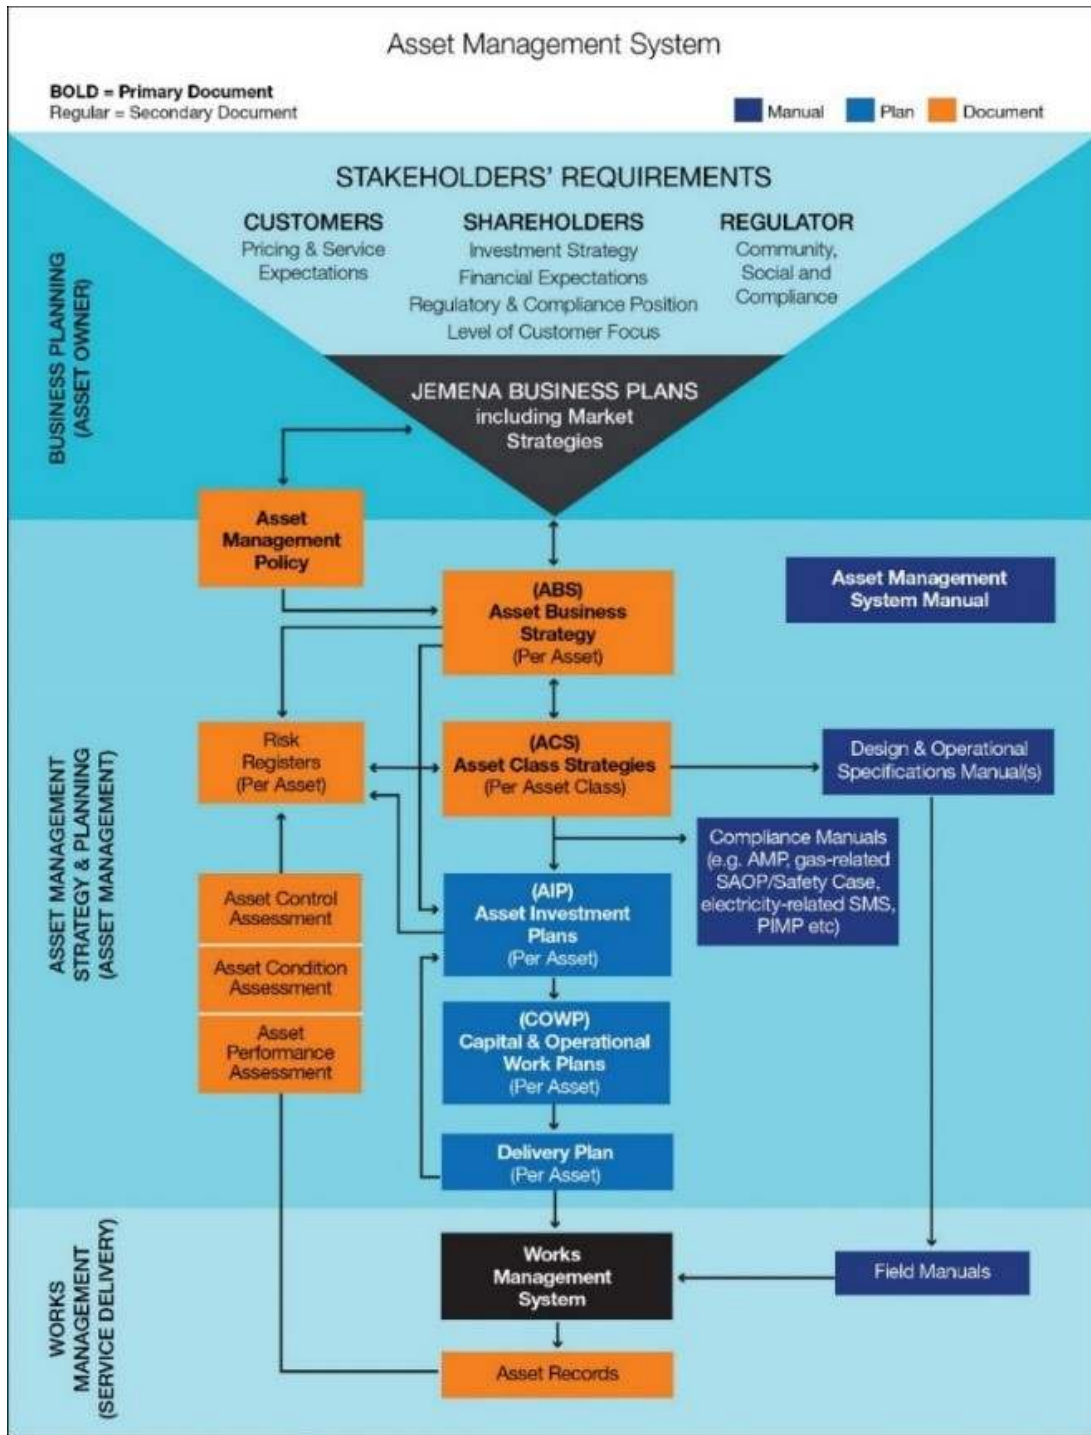 Asset Management System
BOLD = Primary Document
Regular = Secondary Document
Manual
Plan
Document
STAKEHOLDERS' REQUIREMENTS
CUSTOMERS
Pricing & Service
Expectations
SHAREHOLDERS
Investment Strategy
Financial Expectations
Regulatory & Compliance Position
Level of Customer Focus
REGULATOR
Community,
Social and
Compliance
BUSINESS PLANNING
(ASSET OWNER)
JEMENA BUSINESS PLANS
including Market
Strategies
Asset
Management
Policy
(ABS)
Asset Business
Strategy
(Per Asset)
Asset Management
System Manual
ASSET MANAGEMENT
STRATEGY & PLANNING
(ASSET MANAGEMENT)
Risk
Registers
(Per Asset)
(ACS)
Asset Class Strategies
(Per Asset Class)
Design & Operational
Specifications Manual(s)
Compliance Manuals
(e.g. AMP, gas-related
SAOP/Safety Case,
electricity-related SMS,
PIMP etc)
Asset Control
Assessment
Asset Condition
Assessment
Asset
Performance
Assessment
(AIP)
Asset Investment
Plans
(Per Asset)
(COWP)
Capital & Operational
Work Plans
(Per Asset)
Delivery Plan
(Per Asset)
WORKS
MANAGEMENT
(SERVICE DELIVERY)
Works
Management
System
Field Manuals
Asset Records